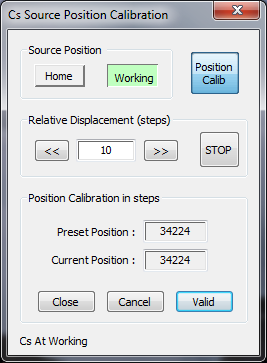 Cs Source Position Calibration
Source Position
Home
Working
Position
Calib
Relative Displacement (steps)
<<
10
>>
STOP
Position Calibration in steps
Preset Position :
34224
Current Position :
34224
Close
Cancel
Valid
Cs At Working